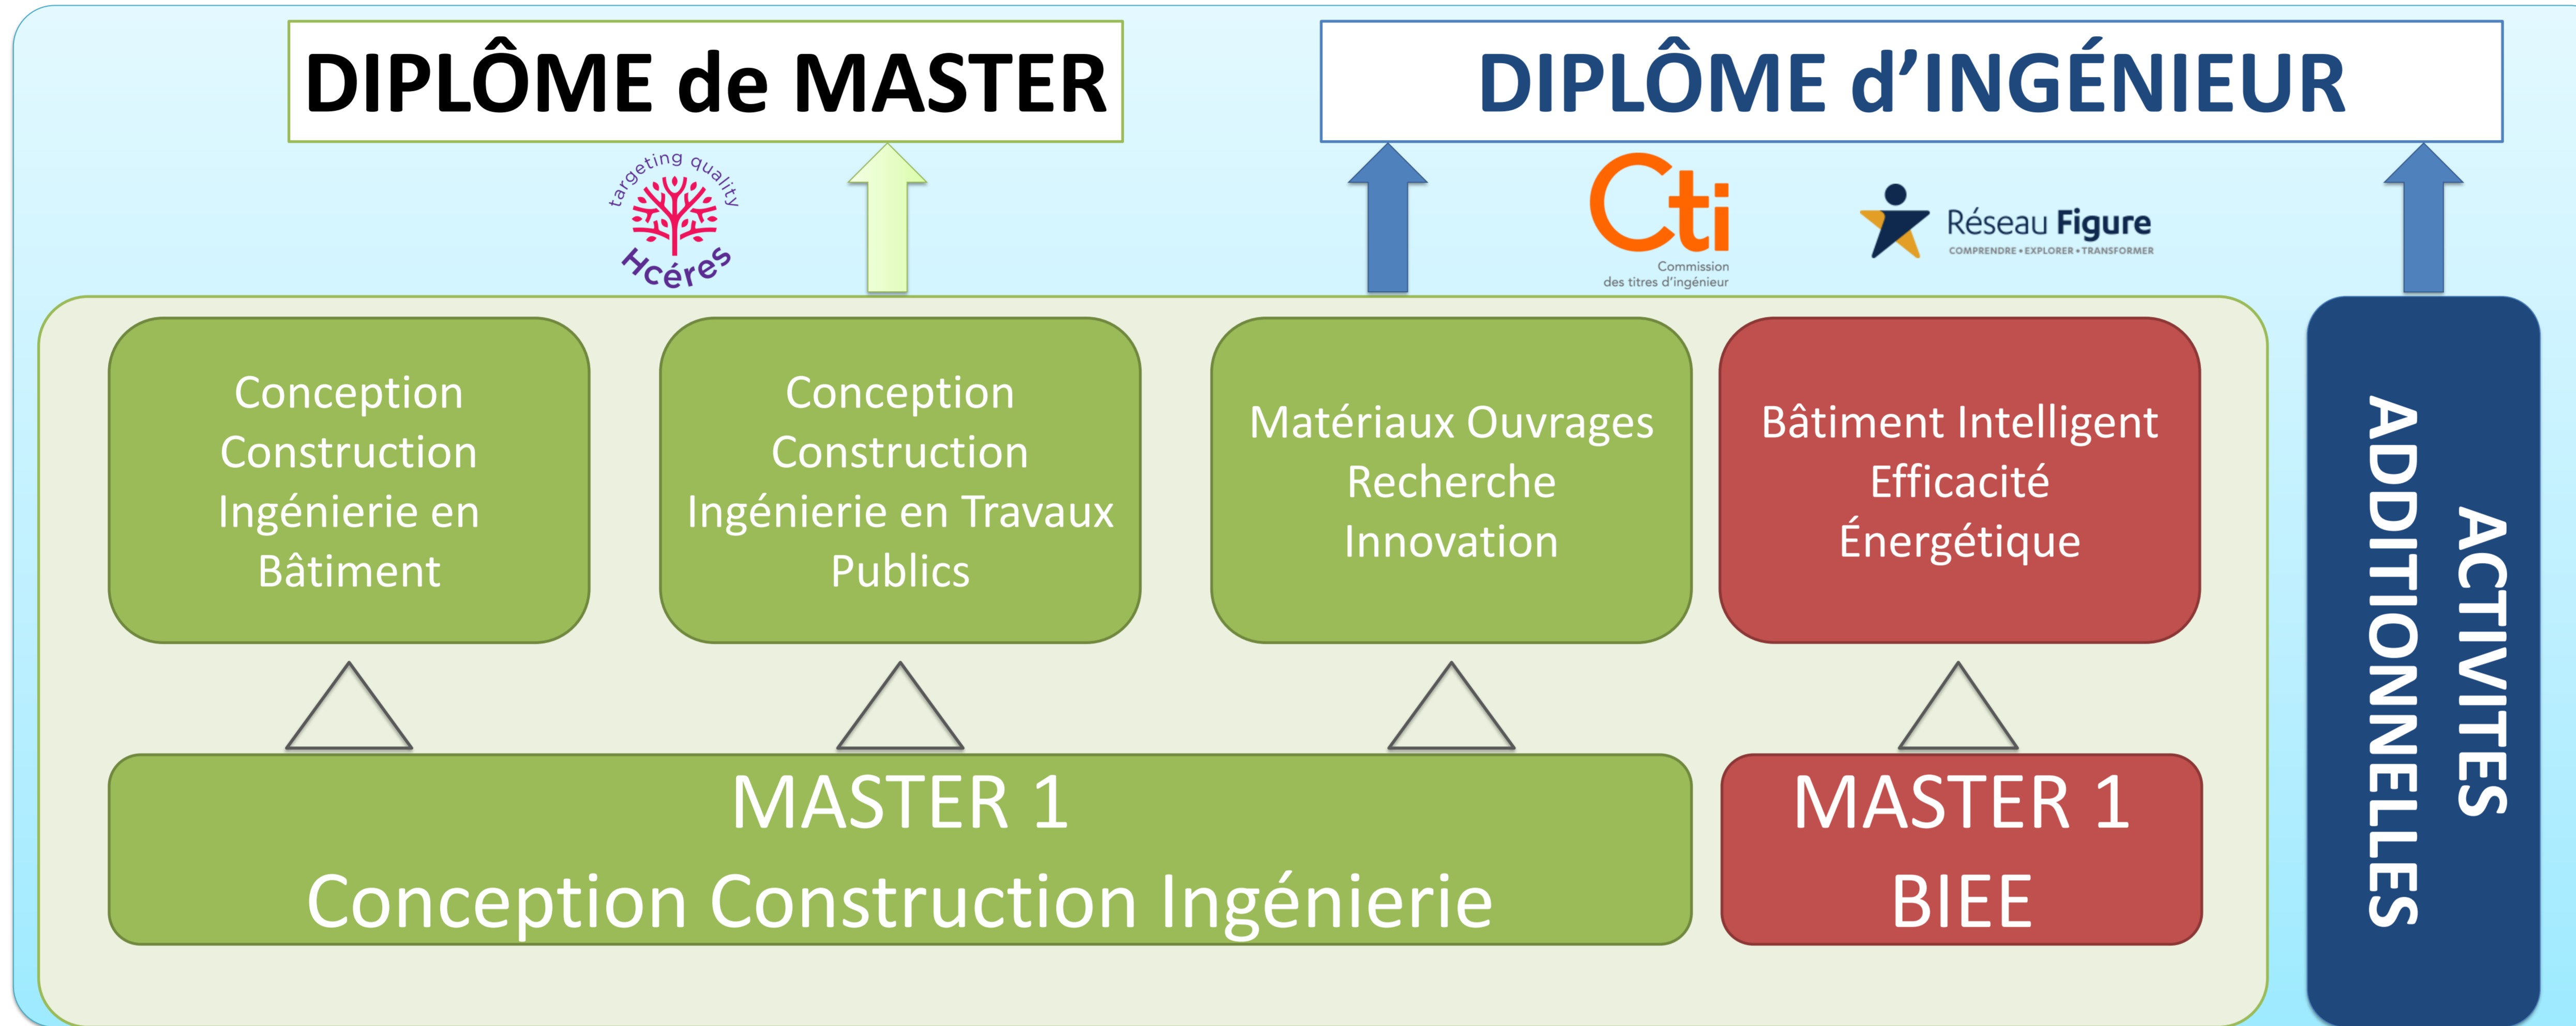 DIPLÔME de MASTER
DIPLÔME d’INGÉNIEUR
targeting quality
Hcéres
Cti
Commission
des titres d’ingénieur
Réseau Figure
COMPRENDRE • EXPLORER • TRANSFORMER
Conception
Construction
Ingénierie en
Bâtiment
Conception
Construction
Ingénierie en Travaux
Publics
Matériaux Ouvrages
Recherche
Innovation
Bâtiment Intelligent
Efficacité
Énergétique
MASTER 1
Conception Construction Ingénierie
MASTER 1
BIEE
ACTIVITES
ADDITIONNELLES